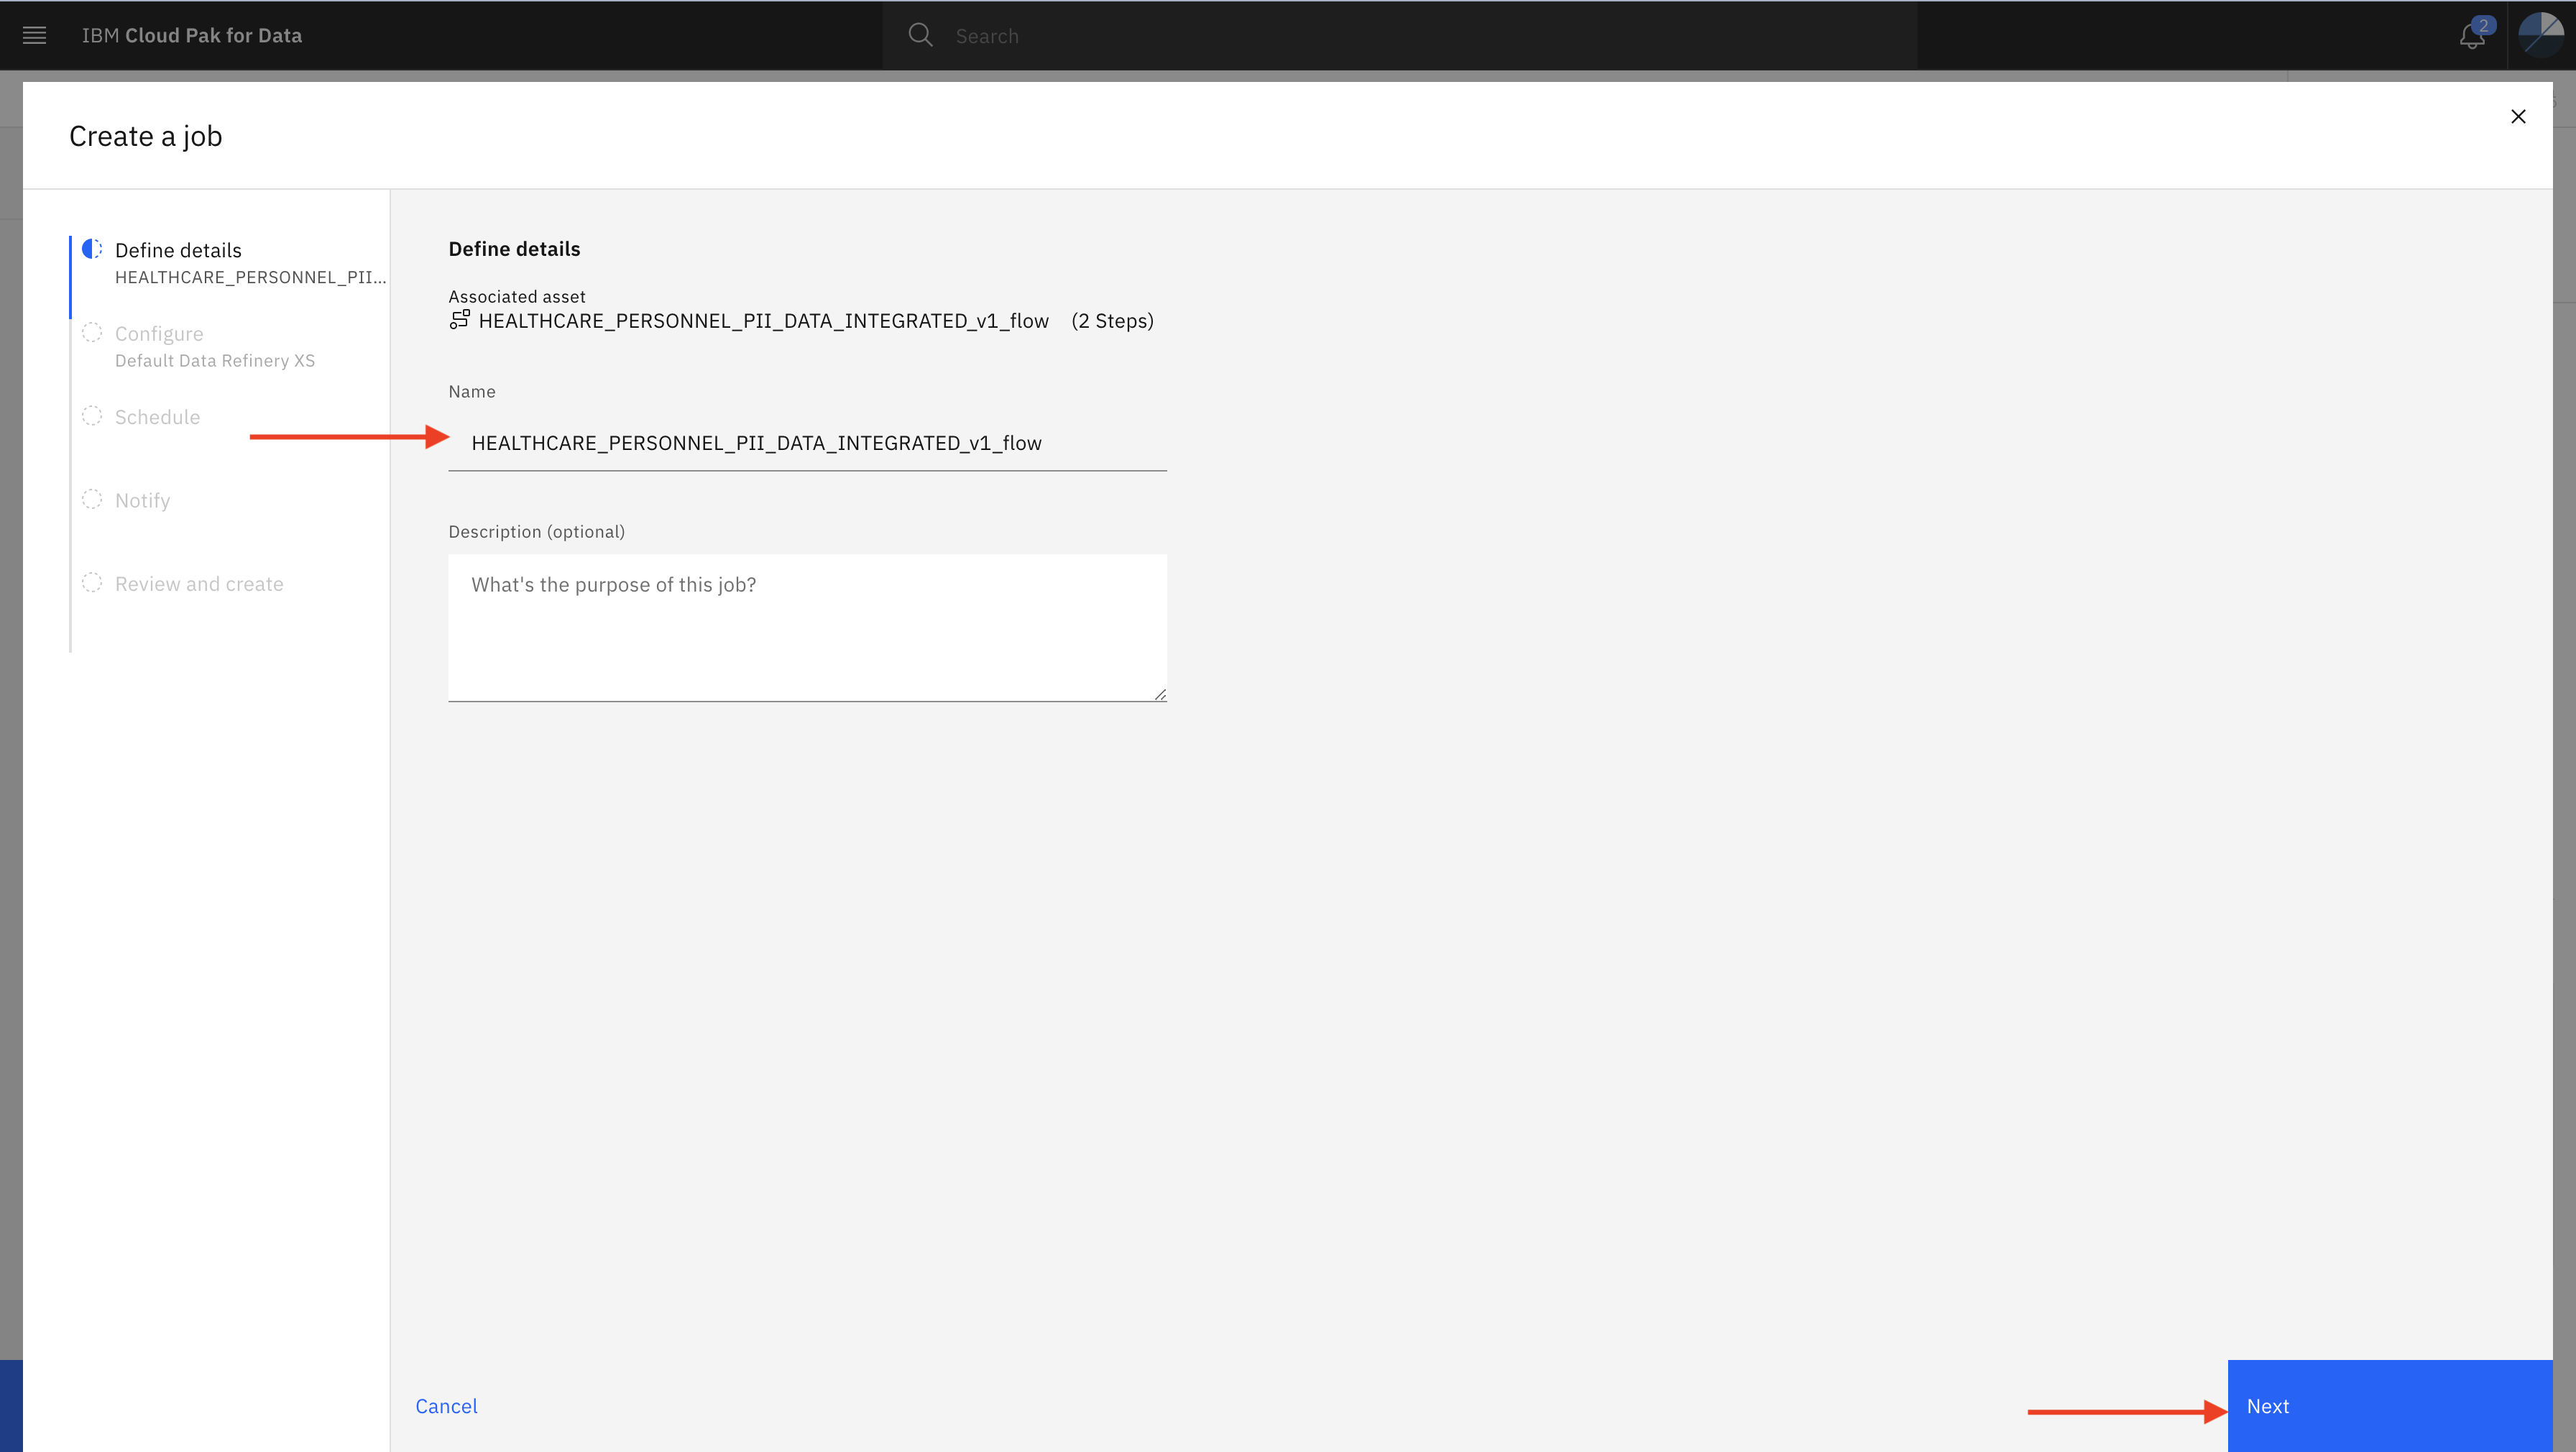 IBM Cloud Pak for Data
Search
2
Create a job
Define details
HEALTHCARE_PERSONNEL_PII...
Configure
Default Data Refinery XS
Schedule
Notify
Review and create
Define details
Associated asset
HEALTHCARE_PERSONNEL_PII_DATA_INTEGRATED_v1_flow (2 Steps)
Name
HEALTHCARE_PERSONNEL_PII_DATA_INTEGRATED_v1_flow
Description (optional)
What's the purpose of this job?
Cancel
Next